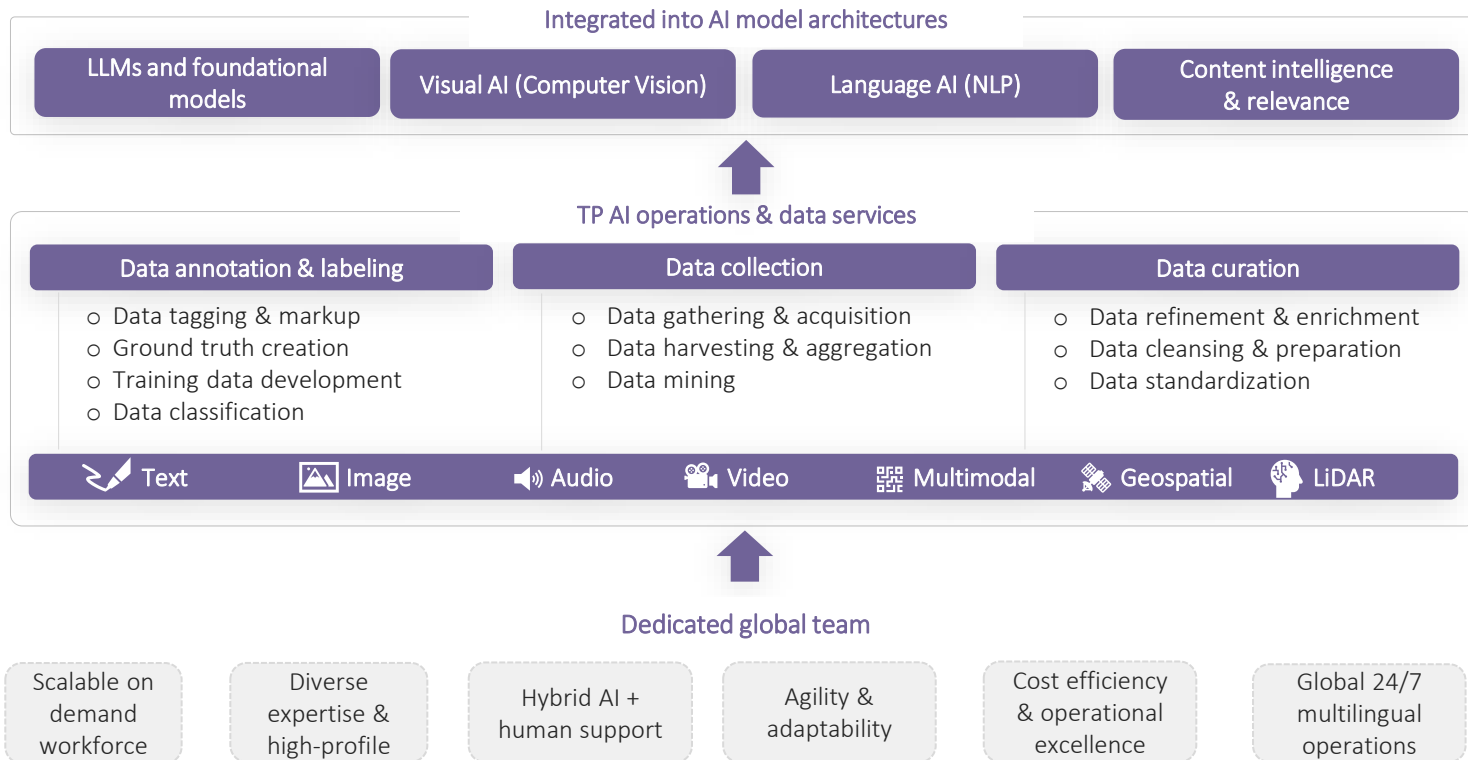 Integrated into AI model architectures
LLMs and foundational
models
Visual AI (Computer Vision)
Language AI (NLP)
Content intelligence
& relevance
TP AI operations & data services
Data annotation & labeling
o Data tagging & markup
o Ground truth creation
o Training data development
o Data classification
Data collection
o Data gathering & acquisition
o Data harvesting & aggregation
o Data mining
Data curation
o Data refinement & enrichment
o Data cleansing & preparation
o Data standardization
Text
Image
Audio
Video
Multimodal
Geospatial
LiDAR
Dedicated global team
Scalable on
demand
workforce
Diverse
expertise &
high-profile
Hybrid AI +
human support
Agility &
adaptability
Cost efficiency
& operational
excellence
Global 24/7
multilingual
operations